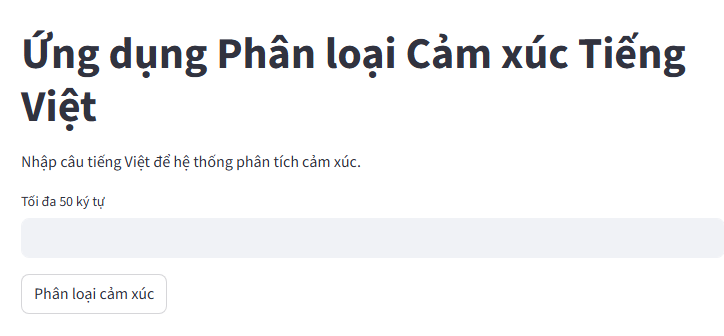 Ứng dụng Phân loại Cảm xúc Tiếng
Việt
Nhập câu tiếng Việt để hệ thống phân tích cảm xúc.
Tối đa 50 ký tự
Phân loại cảm xúc